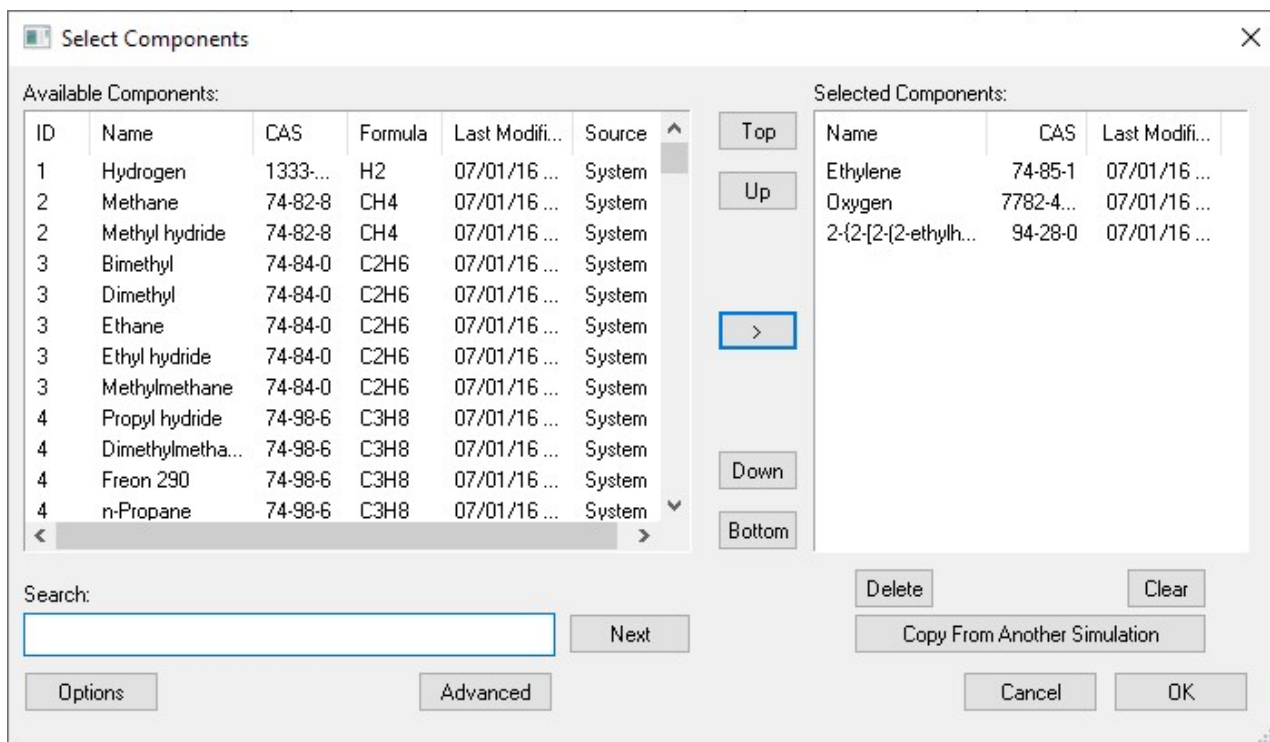 Select Components
Available Components:
ID Name CAS Formula Last Modifi... Source
1 Hydrogen 1333-... H2 07/01/16 ... System
2 Methane 74-82-8 CH4 07/01/16 ... System
2 Methyl hydride 74-82-8 CH4 07/01/16 ... System
3 Bimethyl 74-84-0 C2H6 07/01/16 ... System
3 Dimethyl 74-84-0 C2H6 07/01/16 ... System
3 Ethane 74-84-0 C2H6 07/01/16 ... System
3 Ethyl hydride 74-84-0 C2H6 07/01/16 ... System
3 Methylmethane 74-84-0 C2H6 07/01/16 ... System
4 Propyl hydride 74-98-6 C3H8 07/01/16 ... System
4 Dimethylmetha... 74-98-6 C3H8 07/01/16 ... System
4 Freon 290 74-98-6 C3H8 07/01/16 ... System
4 n-Propane 74-98-6 C3H8 07/01/16 ... System
Top
Up
>
Down
Bottom
Selected Components:
Name CAS Last Modifi...
Ethylene 74-85-1 07/01/16 ...
Oxygen 7782-4... 07/01/16 ...
2-{2-[2-(2-ethylh... 94-28-0 07/01/16 ...
Search:
Next
Options
Advanced
Delete
Clear
Copy From Another Simulation
Cancel
OK